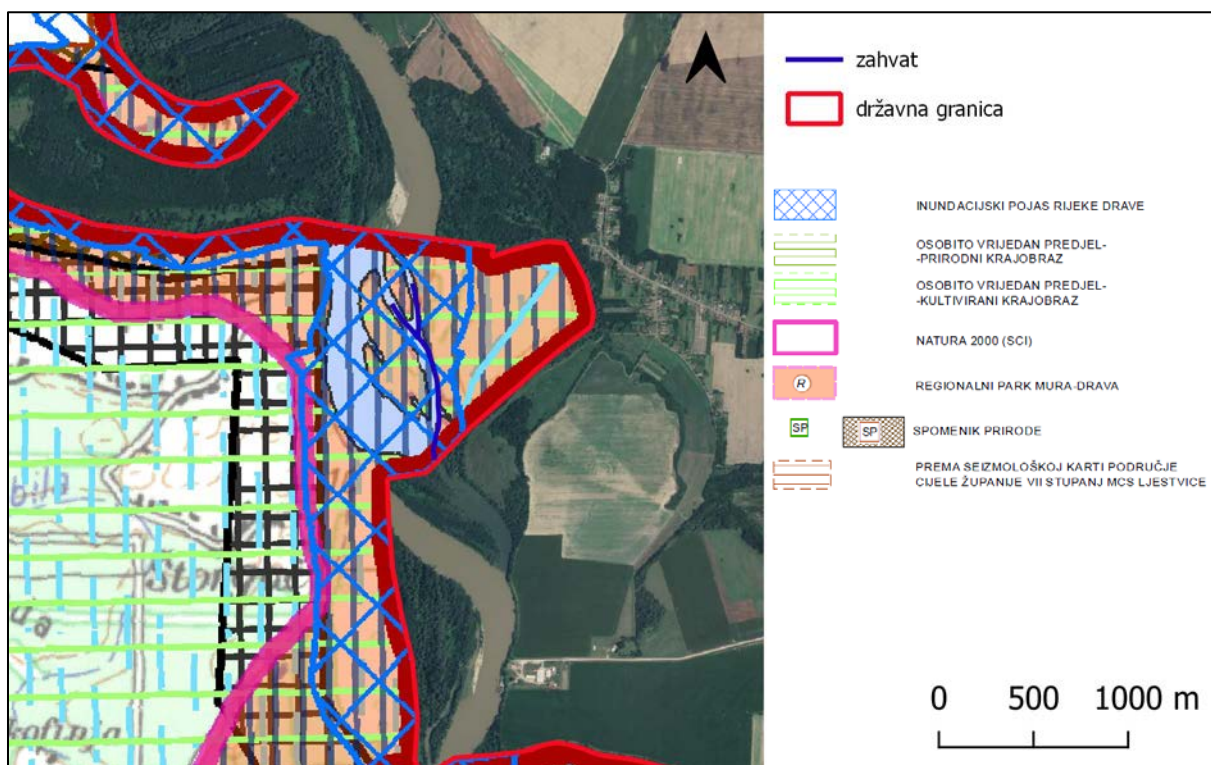 zahvat
državna granica
INUNDACIJSKI POJAS RIJEKE DRAVE
OSOBITO VRIJEDAN PREDJEL-
-PRIRODNI KRAJOBRAZ
OSOBITO VRIJEDAN PREDJEL-
-KULTIVIRANI KRAJOBRAZ
NATURA 2000 (SCI)
R
REGIONALNI PARK MURA-DRAVA
SP
SP
SPOMENIK PRIRODE
PREMA SEIZMOLOŠKOJ KARTI PODRUČJE
CIJELE ŽUPANIJE VII STUPANJ MCS LJESTVICE
0 500 1000 m